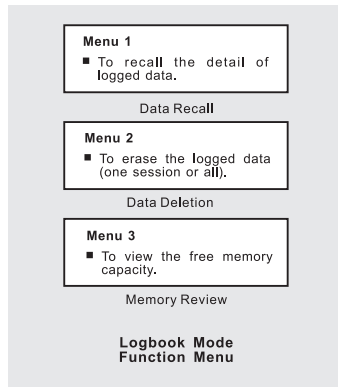 Menu 1
■ To recall the detail of
logged data.
Data Recall
Menu 2
■ To erase the logged data
(one session or all).
Data Deletion
Menu 3
■ To view the free memory
capacity.
Memory Review
Logbook Mode
Function Menu